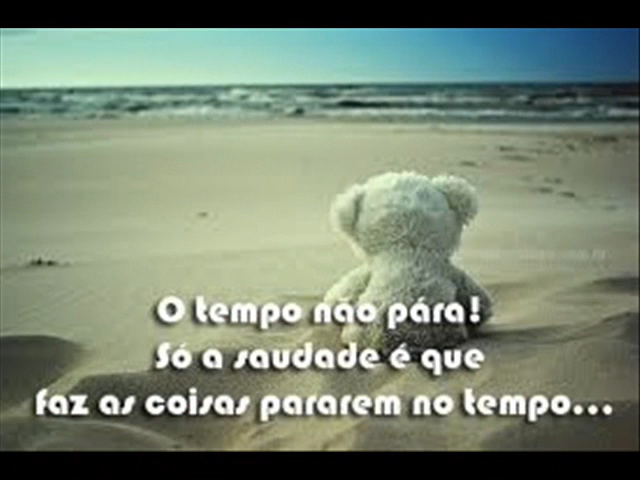 O tempo não pára!
Só a saudade é que
faz as coisas pararem no tempo...